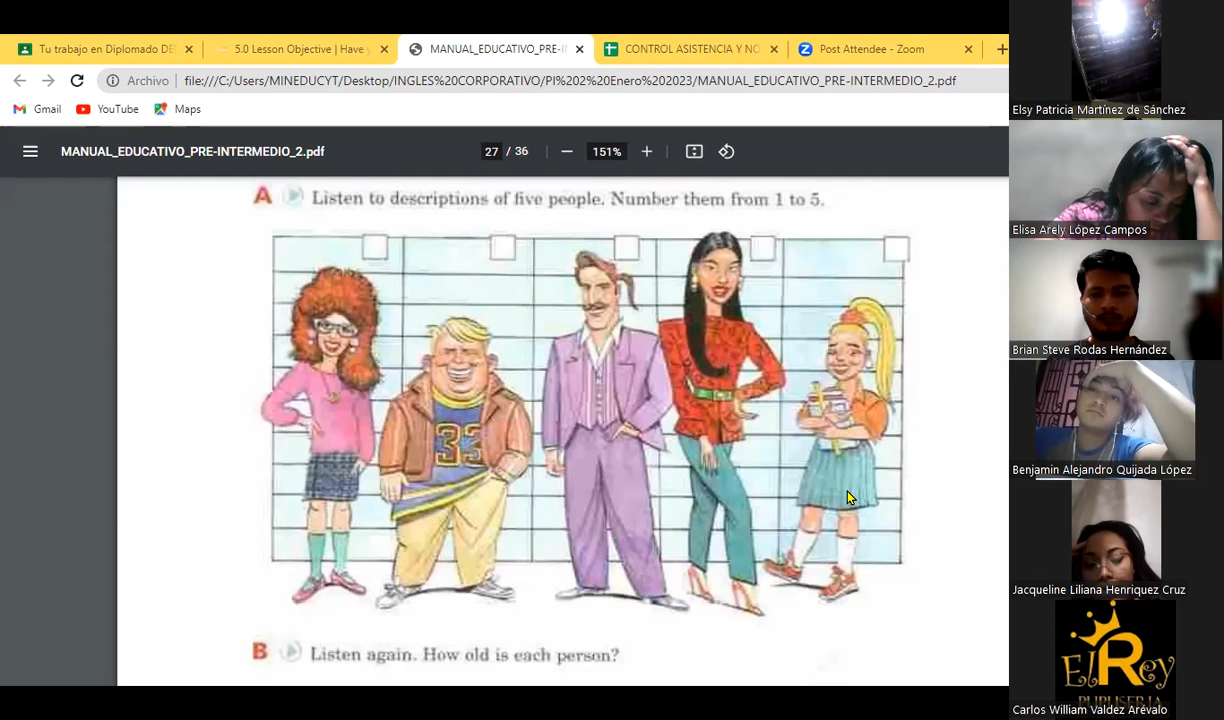 Tu trabajo en Diplomado DE
5.0 Lesson Objective | Have y
MANUAL_EDUCATIVO_PRE-I
CONTROL ASISTENCIA Y NO
Post Attendee - Zoom
Archivo
file:///C:/Users/MINEDUCYT/Desktop/INGLES%20CORPORATIVO/PI%202%20Enero%202023/MANUAL_EDUCATIVO_PRE-INTERMEDIO_2.pdf
Gmail
YouTube
Maps
MANUAL_EDUCATIVO_PRE-INTERMEDIO_2.pdf
27 / 36
151%
A Listen to descriptions of five people. Number them from 1 to 5.
33
B Listen again. How old is each person?
Elsy Patricia Martínez de Sánchez
Elisa Arely López Campos
Brian Steve Rodas Hernández
Benjamin Alejandro Quijada López
Jacqueline Liliana Henriquez Cruz
El Rey
PUPUSERIA
Carlos William Valdez Arévalo